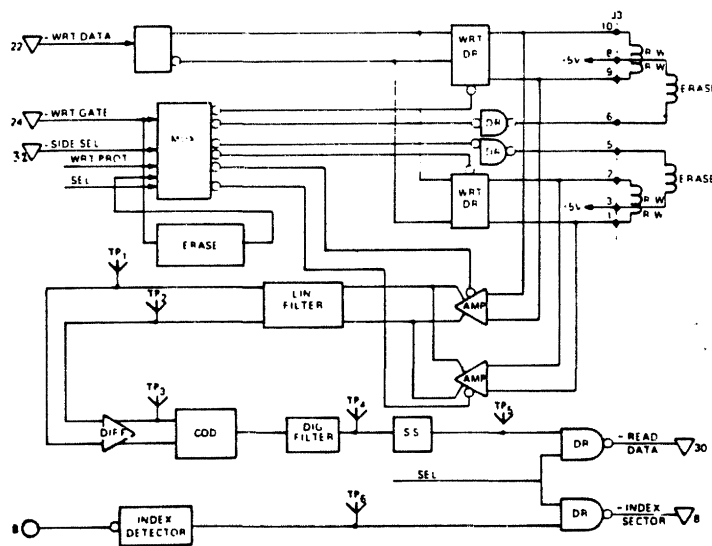 J3
- WRT DATA
22
WRT
DR
10
R W
-5V
8
9
ERASE
- WRT GATE
24
DR
6
- SIDE SEL
32
DR
5
WRT PROT
SEL
WRT
DR
2
R W
-5V
3
R W
1
ERASE
ERASE
TP1
LIN
FILTER
AMP
TP2
AMP
TP3
DIFF
COD
DIG
FILTER
TP4
SS
TP5
DR
- READ
DATA
30
SEL
TP6
8
INDEX
DETECTOR
DR
- INDEX
SECTOR
8